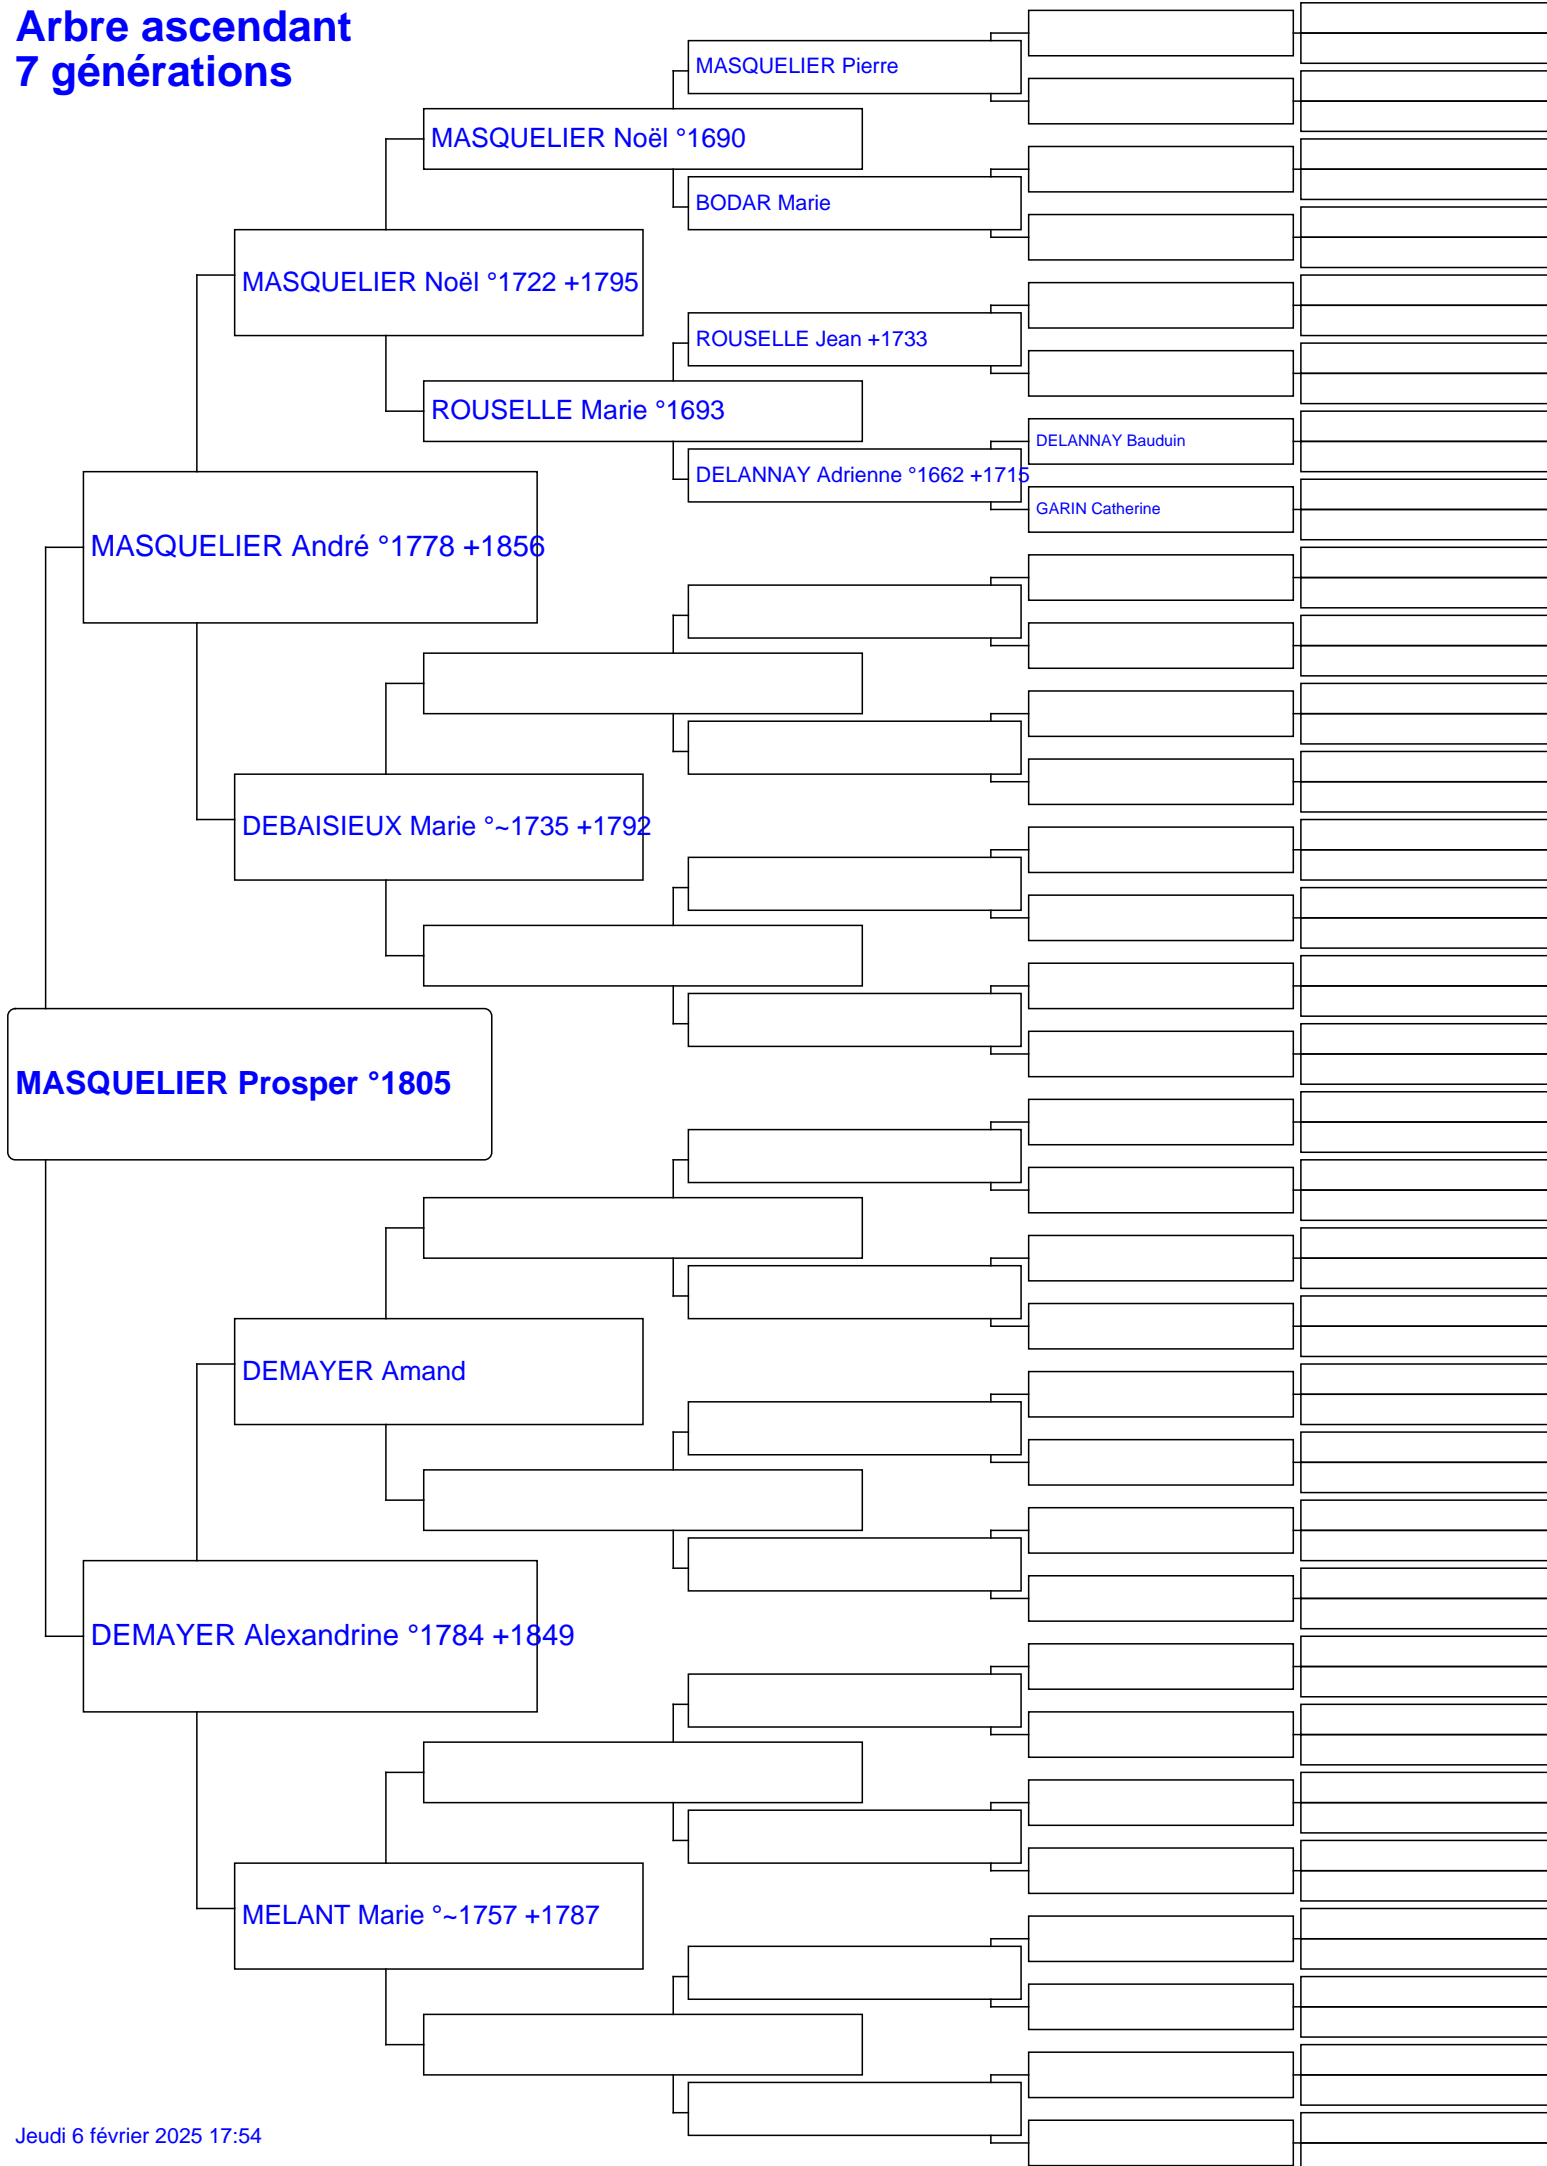 Arbre ascendant
7 générations
MASQUELIER Pierre
MASQUELIER Noël °1690
BODAR Marie
MASQUELIER Noël °1722 +1795
ROUSELLE Jean +1733
ROUSELLE Marie °1693
DELANNAY Bauduin
DELANNAY Adrienne °1662 +1715
GARIN Catherine
MASQUELIER André °1778 +1856
DEBAISIEUX Marie °~1735 +1792
MASQUELIER Prosper °1805
DEMAYER Amand
DEMAYER Alexandrine °1784 +1849
MELANT Marie °~1757 +1787
Jeudi 6 février 2025 17:54